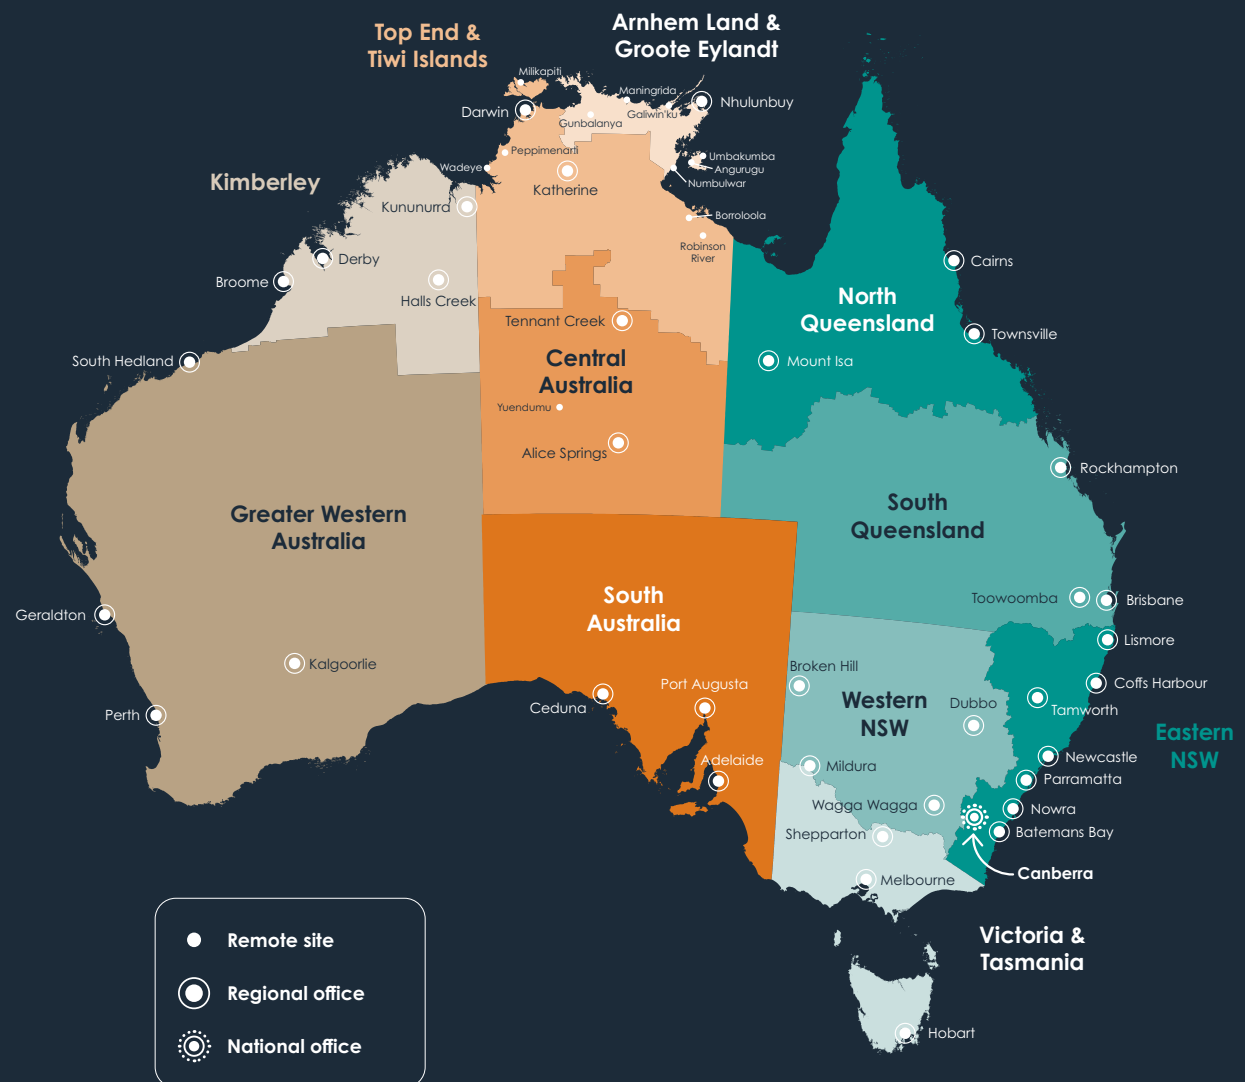 Arnhem Land &
Groote Eylandt
Top End &
Tiwi Islands
Milikapiti
Maningrida
Darwin
Nhulunbuy
Galiwin'ku
Gunbalanya
Peppimenarti
Wadeye
Umbakumba
Angurugu
Numbulwar
Katherine
Kimberley
Kununurra
Borroloola
Robinson
River
Derby
Broome
Halls Creek
Cairns
North
Queensland
Tennant Creek
Townsville
South Hedland
Central
Australia
Mount Isa
Yuendumu
Alice Springs
Rockhampton
Greater Western
Australia
South
Queensland
South
Australia
Toowoomba
Brisbane
Geraldton
Lismore
Kalgoorlie
Broken Hill
Port Augusta
Coffs Harbour
Ceduna
Western
NSW
Dubbo
Tamworth
Perth
Eastern
NSW
Adelaide
Mildura
Newcastle
Parramatta
Wagga Wagga
Nowra
Shepparton
Batemans Bay
Canberra
Melbourne
Victoria &
Tasmania
Hobart
Remote site
Regional office
National office